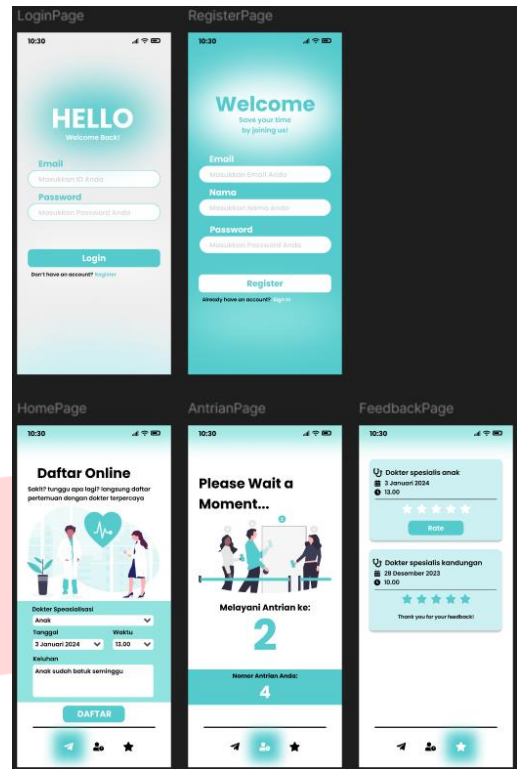 LoginPage
10:30
HELLO
Welcome Back!
Email
Masukkan ID Anda
Password
Masukkan Password Anda
Login
Don't have an account? Register
RegisterPage
10:30
Welcome
Save your time
by joining us!
Email
Masukkan Email Anda
Nama
Masukkan Nama Anda
Password
Masukkan Password Anda
Register
Already have an account? Sign in
HomePage
10:30
Daftar Online
Sakit? tunggu apa lagi? langsung daftar
pertemuan dengan dokter terpercaya
Dokter Speasialisasi
Anak
Tanggal Waktu
3 Januari 2024 13.00
Keluhan
Anak sudah batuk seminggu
DAFTAR
AntrianPage
10:30
Please Wait a
Moment...
2
Melayani Antrian ke:
2
Nomor Antrian Anda:
4
FeedbackPage
10:30
Dokter spesialis anak
3 Januari 2024
13.00
Rate
Dokter spesialis kandungan
28 Desember 2023
10.00
Thank you for your feedback!